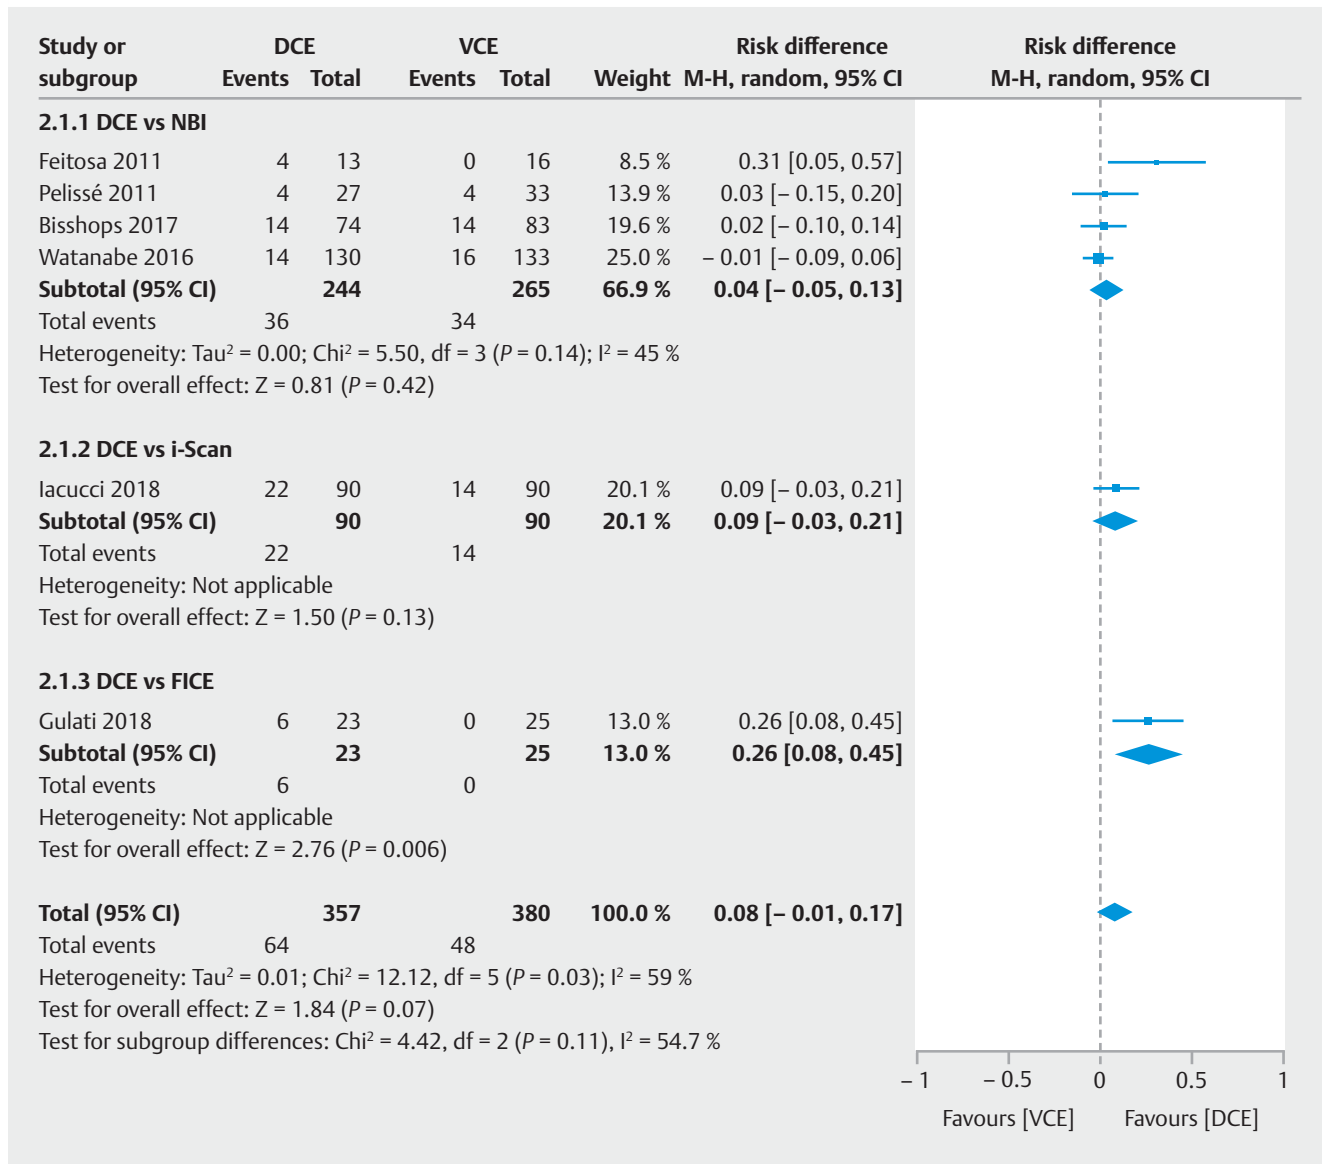 Study or DCE VCE Risk difference Risk difference
subgroup Events Total Events Total Weight M-H, random, 95% CI M-H, random, 95% CI
2.1.1 DCE vs NBI
Feitosa 2011 4 13 0 16 8.5 % 0.31 [0.05, 0.57]
Pelissé 2011 4 27 4 33 13.9 % 0.03 [– 0.15, 0.20]
Bisshops 2017 14 74 14 83 19.6 % 0.02 [– 0.10, 0.14]
Watanabe 2016 14 130 16 133 25.0 % – 0.01 [– 0.09, 0.06]
Subtotal (95% CI) 244 265 66.9 % 0.04 [– 0.05, 0.13]
Total events 36 34
Heterogeneity: Tau² = 0.00; Chi² = 5.50, df = 3 (P = 0.14); I² = 45 %
Test for overall effect: Z = 0.81 (P = 0.42)
2.1.2 DCE vs i-Scan
Iacucci 2018 22 90 14 90 20.1 % 0.09 [– 0.03, 0.21]
Subtotal (95% CI) 90 90 20.1 % 0.09 [– 0.03, 0.21]
Total events 22 14
Heterogeneity: Not applicable
Test for overall effect: Z = 1.50 (P = 0.13)
2.1.3 DCE vs FICE
Gulati 2018 6 23 0 25 13.0 % 0.26 [0.08, 0.45]
Subtotal (95% CI) 23 25 13.0 % 0.26 [0.08, 0.45]
Total events 6 0
Heterogeneity: Not applicable
Test for overall effect: Z = 2.76 (P = 0.006)
Total (95% CI) 357 380 100.0 % 0.08 [– 0.01, 0.17]
Total events 64 48
Heterogeneity: Tau² = 0.01; Chi² = 12.12, df = 5 (P = 0.03); I² = 59 %
Test for overall effect: Z = 1.84 (P = 0.07)
Test for subgroup differences: Chi² = 4.42, df = 2 (P = 0.11), I² = 54.7 %
– 1 – 0.5 0 0.5 1
Favours [VCE] Favours [DCE]